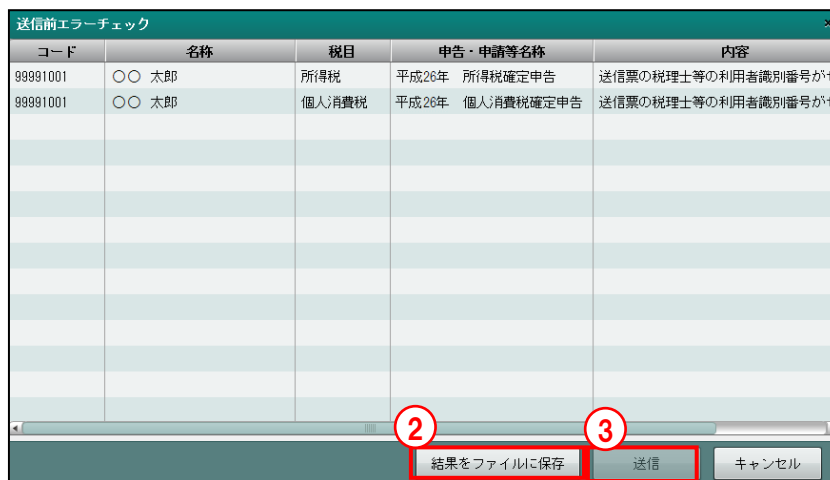 送信前エラーチェック
コード 名称 税目 申告・申請等名称 内容
99991001 〇〇 太郎 所得税 平成26年 所得税確定申告 送信票の税理士等の利用者識別番号が
99991001 〇〇 太郎 個人消費税 平成26年 個人消費税確定申告 送信票の税理士等の利用者識別番号が
② ③
結果をファイルに保存 送信 キャンセル